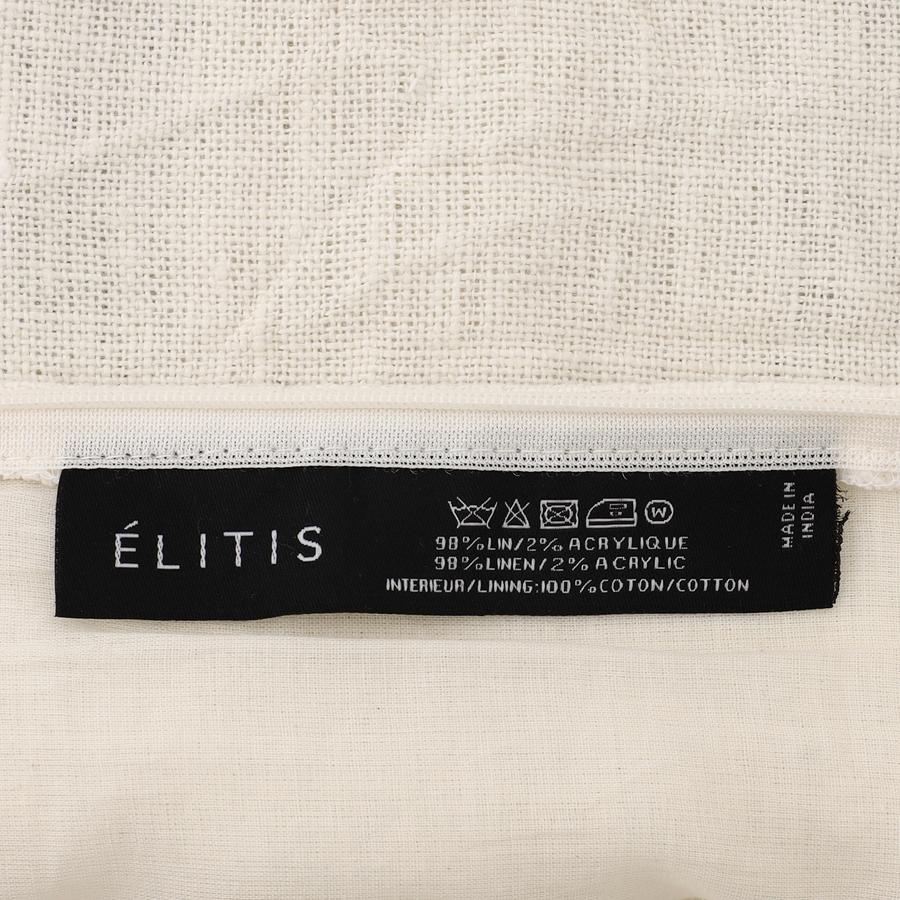 ÉLITIS
W
98%LIN/2% ACRYLIQUE
98%LINEN/2% ACRYLIC
INTERIEUR/LINING:100%COTON/COTTON
MADE IN
INDIA